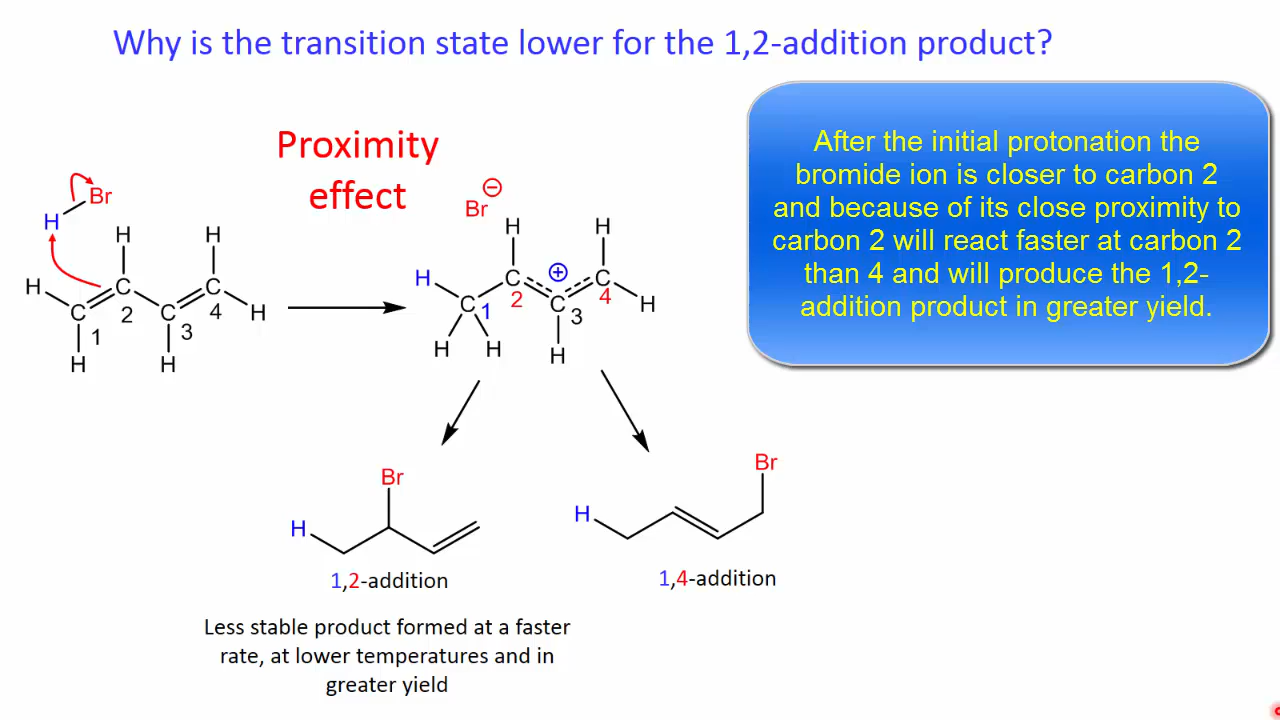 Why is the transition state lower for the 1,2-addition product?
Proximity
effect
After the initial protonation the
bromide ion is closer to carbon 2
and because of its close proximity to
carbon 2 will react faster at carbon 2
than 4 and will produce the 1,2-
addition product in greater yield.
Br
H
H H
H C C C C H
1 2 3 4
H H
Br ⊖
H H
H C C ⊕ C C H
1 2 3 4
H H H
Br
H
1,2-addition
Br
H
1,4-addition
Less stable product formed at a faster
rate, at lower temperatures and in
greater yield